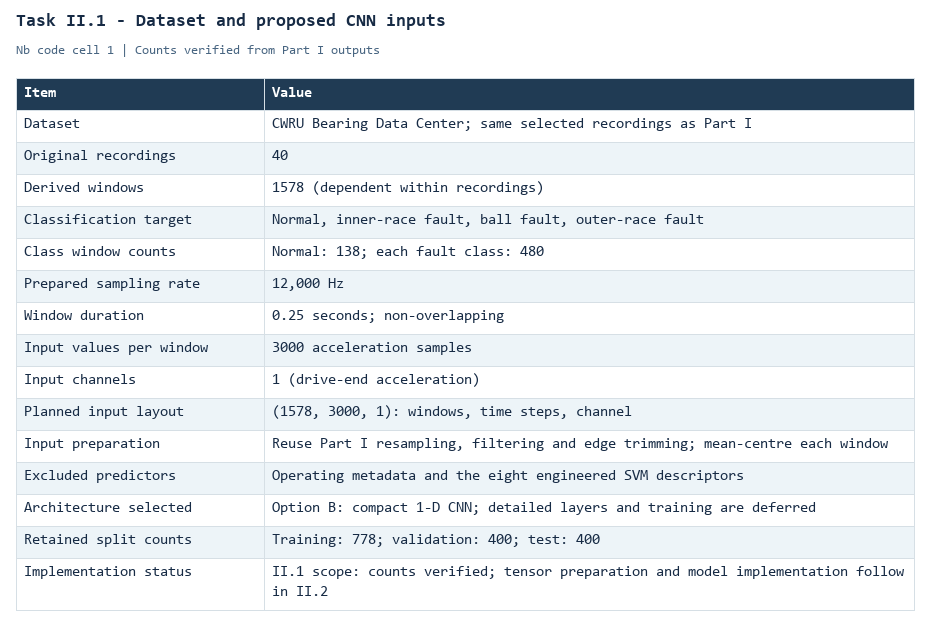 Task II.1 - Dataset and proposed CNN inputs
Nb code cell 1 | Counts verified from Part I outputs
Item Value
Dataset CWRU Bearing Data Center; same selected recordings as Part I
Original recordings 40
Derived windows 1578 (dependent within recordings)
Classification target Normal, inner-race fault, ball fault, outer-race fault
Class window counts Normal: 138; each fault class: 480
Prepared sampling rate 12,000 Hz
Window duration 0.25 seconds; non-overlapping
Input values per window 3000 acceleration samples
Input channels 1 (drive-end acceleration)
Planned input layout (1578, 3000, 1): windows, time steps, channel
Input preparation Reuse Part I resampling, filtering and edge trimming; mean-centre each window
Excluded predictors Operating metadata and the eight engineered SVM descriptors
Architecture selected Option B: compact 1-D CNN; detailed layers and training are deferred
Retained split counts Training: 778; validation: 400; test: 400
Implementation status II.1 scope: counts verified; tensor preparation and model implementation follow
in II.2